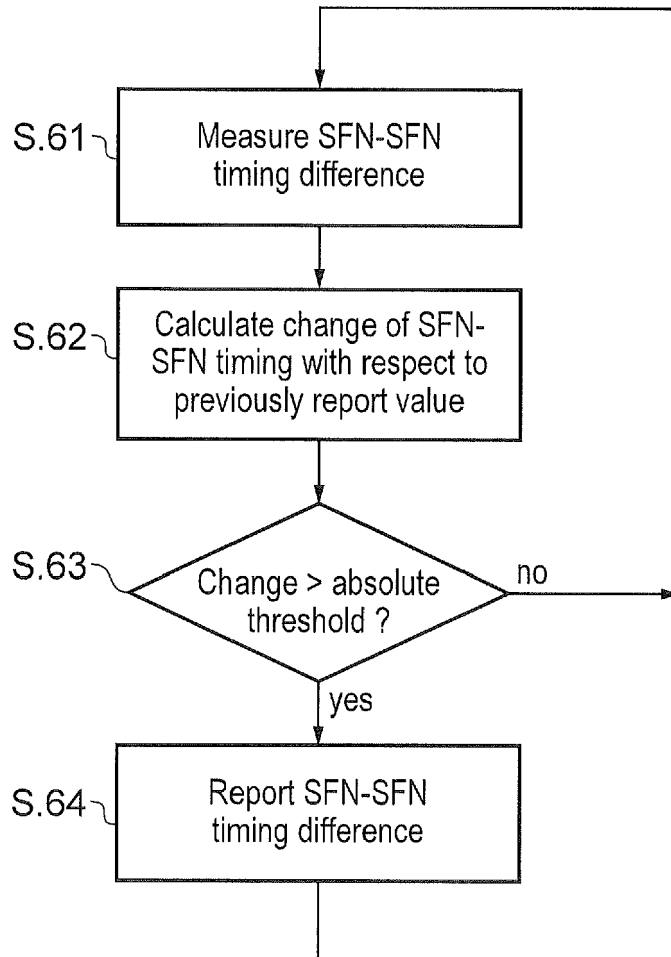 S.61
Measure SFN-SFN
timing difference
S.62
Calculate change of SFN-
SFN timing with respect to
previously report value
S.63
Change > absolute
threshold ?
no
yes
S.64
Report SFN-SFN
timing difference